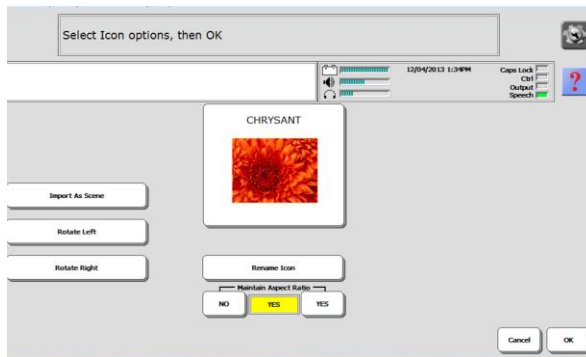 Select Icon options, then OK
12/04/2013 1:34PM
Caps Lock
Ctrl
Output
Speech
?
CHRYSANT
Import As Scene
Rotate Left
Rotate Right
Rename Icon
Maintain Aspect Ratio
NO YES YES
Cancel OK